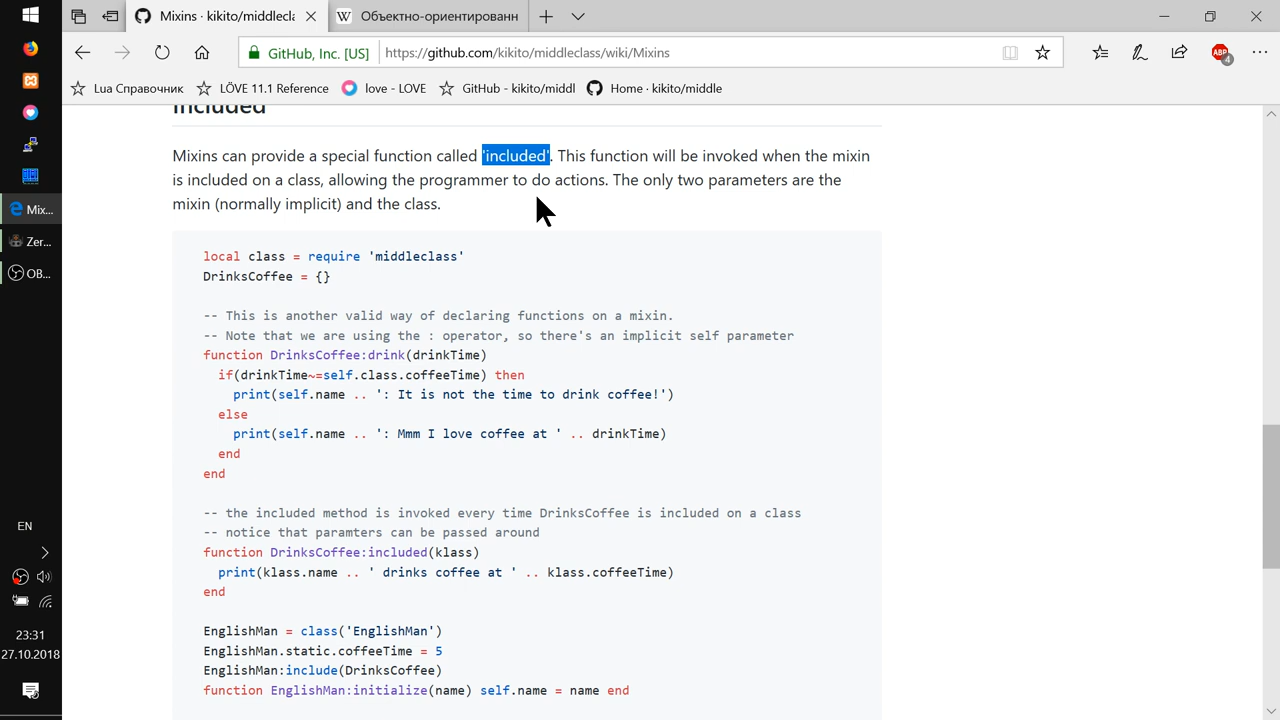 Mixins · kikito/middlecla
Объектно-ориентированн
GitHub, Inc. [US]
https://github.com/kikito/middleclass/wiki/Mixins
ABP
4
Lua Справочник
LÖVE 11.1 Reference
love - LOVE
GitHub - kikito/middl
Home · kikito/middle
Included
Mixins can provide a special function called 'included'. This function will be invoked when the mixin
is included on a class, allowing the programmer to do actions. The only two parameters are the
mixin (normally implicit) and the class.
local class = require 'middleclass'
DrinksCoffee = {}
-- This is another valid way of declaring functions on a mixin.
-- Note that we are using the : operator, so there's an implicit self parameter
function DrinksCoffee:drink(drinkTime)
if(drinkTime~=self.class.coffeeTime) then
print(self.name .. ': It is not the time to drink coffee!')
else
print(self.name .. ': Mmm I love coffee at ' .. drinkTime)
end
end
-- the included method is invoked every time DrinksCoffee is included on a class
-- notice that paramters can be passed around
function DrinksCoffee:included(klass)
print(klass.name .. ' drinks coffee at ' .. klass.coffeeTime)
end
EnglishMan = class('EnglishMan')
EnglishMan.static.coffeeTime = 5
EnglishMan:include(DrinksCoffee)
function EnglishMan:initialize(name) self.name = name end
Mix...
Zer...
OB...
EN
23:31
27.10.2018